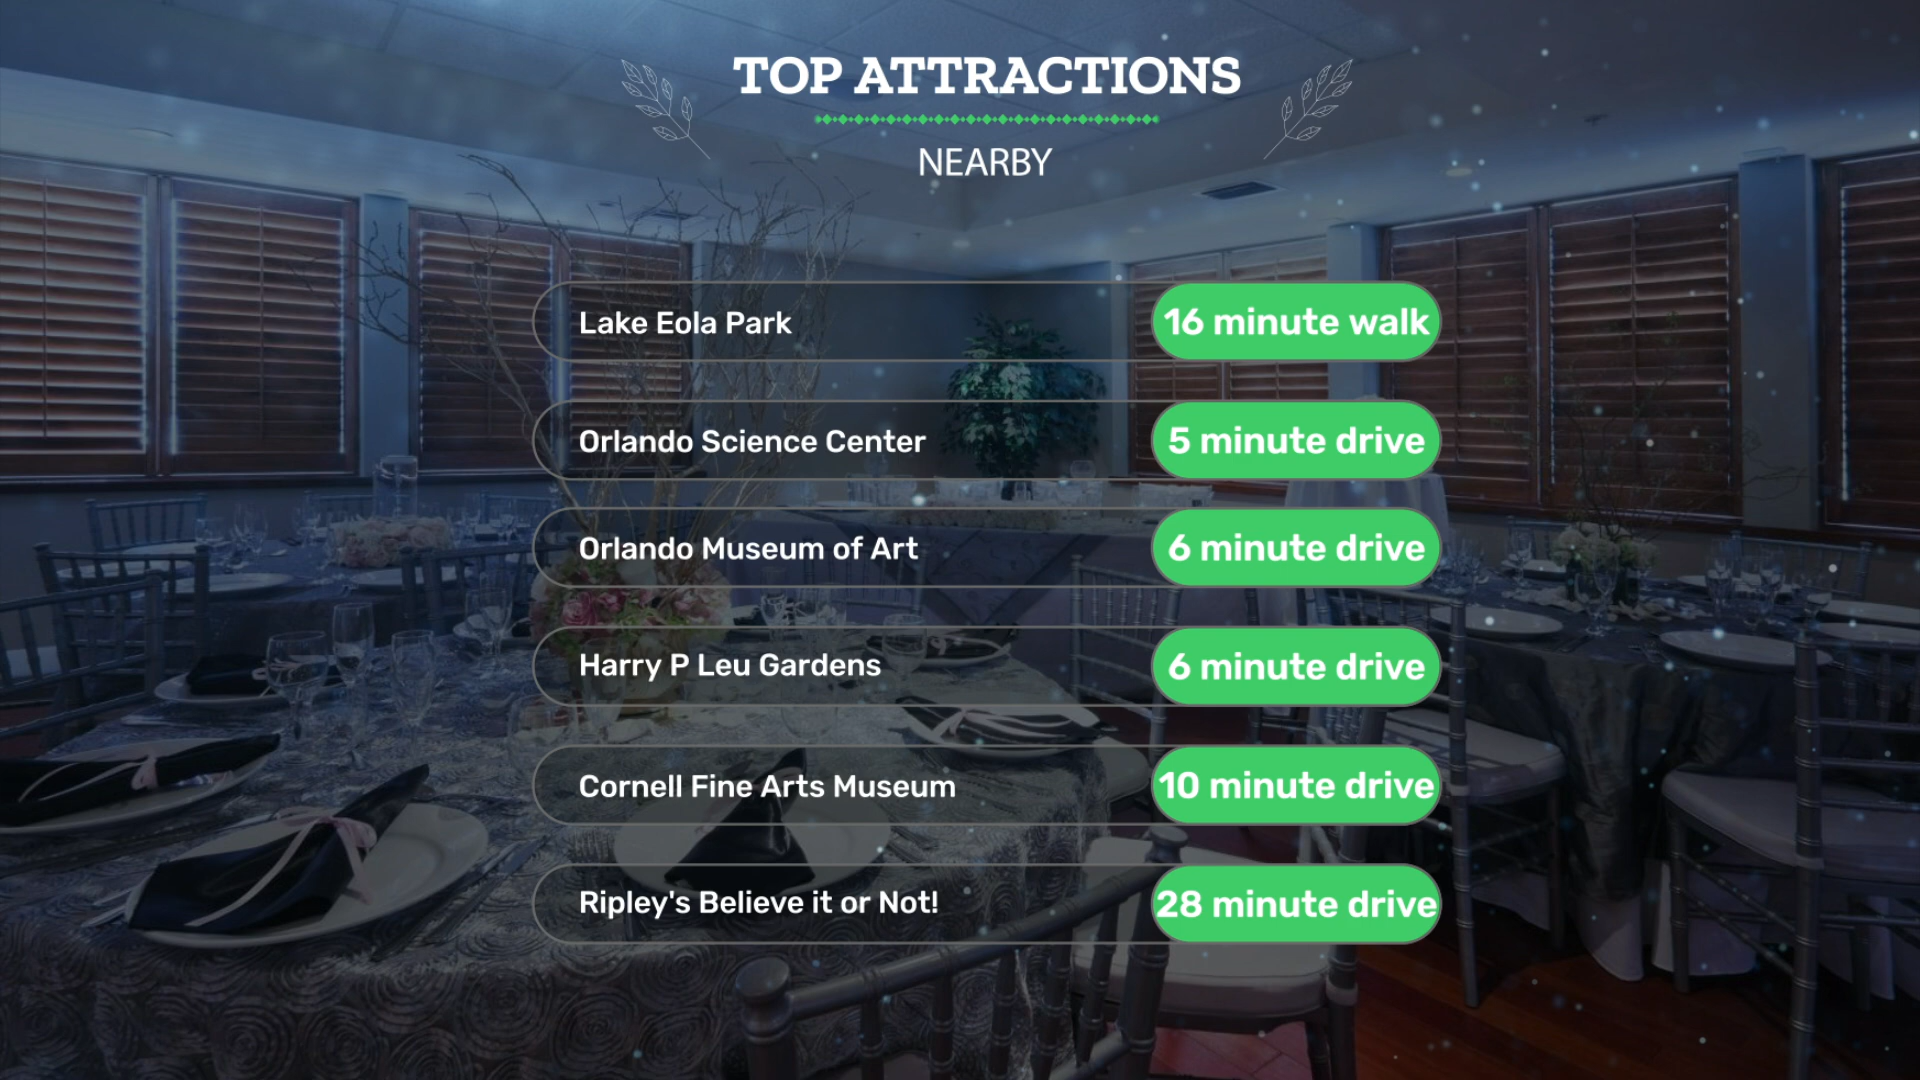 TOP ATTRACTIONS
NEARBY
Lake Eola Park 16 minute walk
Orlando Science Center 5 minute drive
Orlando Museum of Art 6 minute drive
Harry P Leu Gardens 6 minute drive
Cornell Fine Arts Museum 10 minute drive
Ripley's Believe it or Not! 28 minute drive